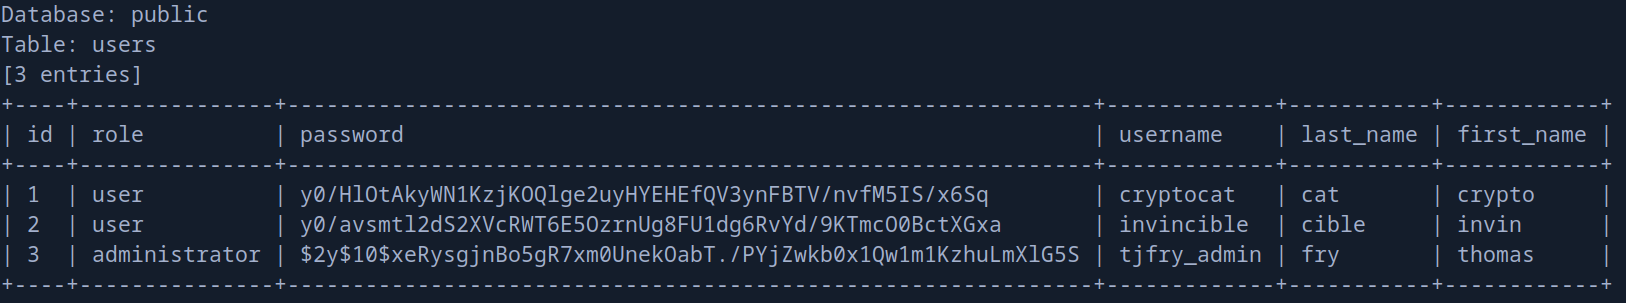 Database: public
Table: users
[3 entries]
+----+---------------+--------------------------------------------------------------+-------------+-----------+------------+
| id | role          | password                                                     | username    | last_name | first_name |
+----+---------------+--------------------------------------------------------------+-------------+-----------+------------+
| 1  | user          | y0/HlOtAkyWN1KzjKOQlge2uyHYEHEfQV3ynFBTV/nvfM5IS/x6Sq        | cryptocat   | cat       | crypto     |
| 2  | user          | y0/avsmtl2dS2XVcRWT6E5OzrnUg8FU1dg6RvYd/9KTmcO0BctXGxa       | invincible  | cible     | invin      |
| 3  | administrator | $2y$10$xeRysgjnBo5gR7xm0UnekOabT./PYjZwkb0x1Qw1m1KzhuLmXlG5S | tjfry_admin | fry       | thomas     |
+----+---------------+--------------------------------------------------------------+-------------+-----------+------------+